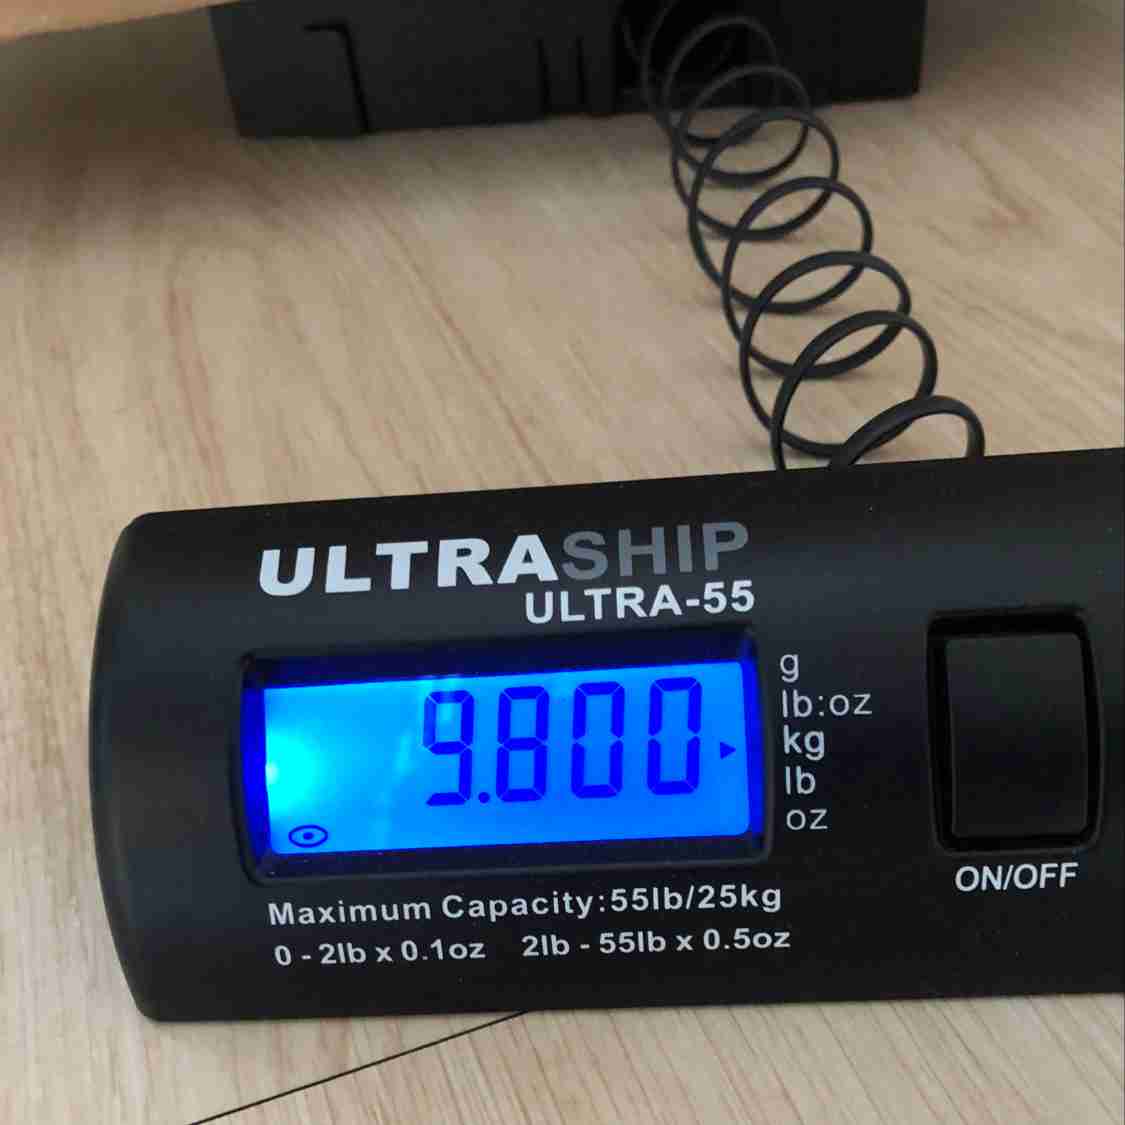 ULTRASHIP
ULTRA-55
9.800
g
lb:oz
kg
lb
oz
ON/OFF
Maximum Capacity:55lb/25kg
0 - 2lb x 0.1oz 2lb - 55lb x 0.5oz